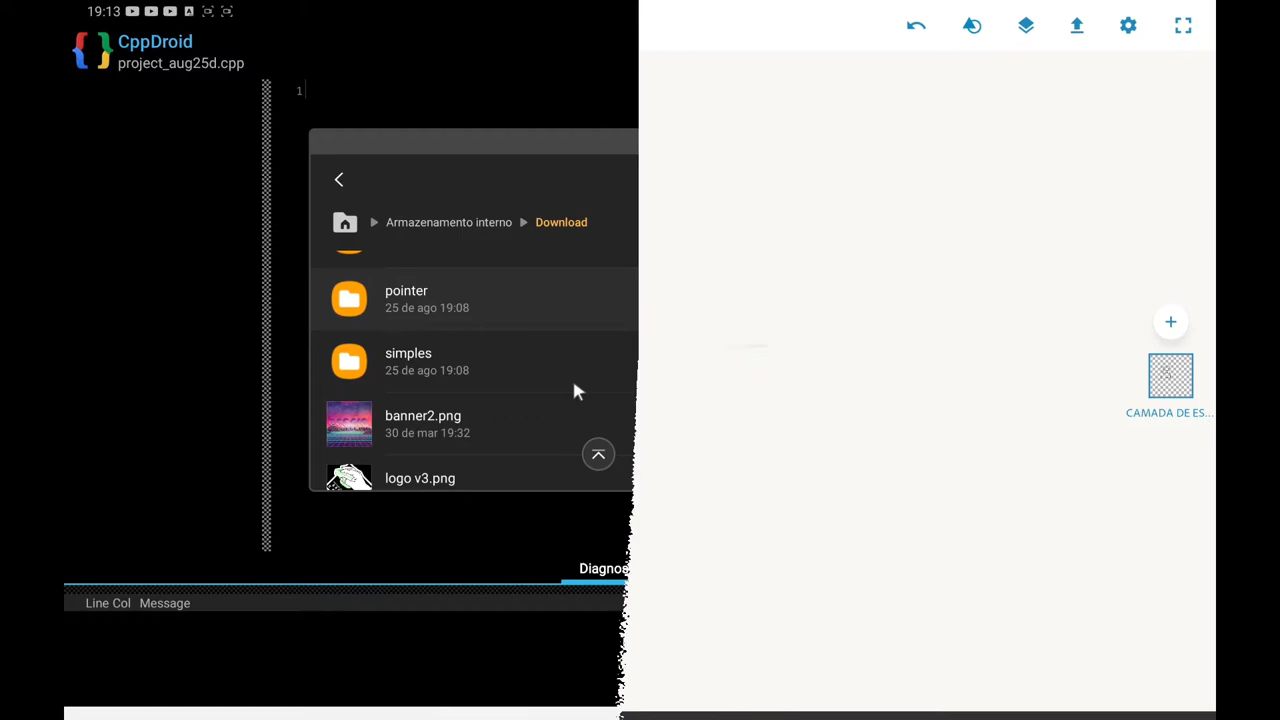 19:13
CppDroid
project_aug25d.cpp
1
Armazenamento interno Download
pointer
25 de ago 19:08
simples
25 de ago 19:08
banner2.png
30 de mar 19:32
logo v3.png
CAMADA DE ES...
Diagnos
Line Col Message